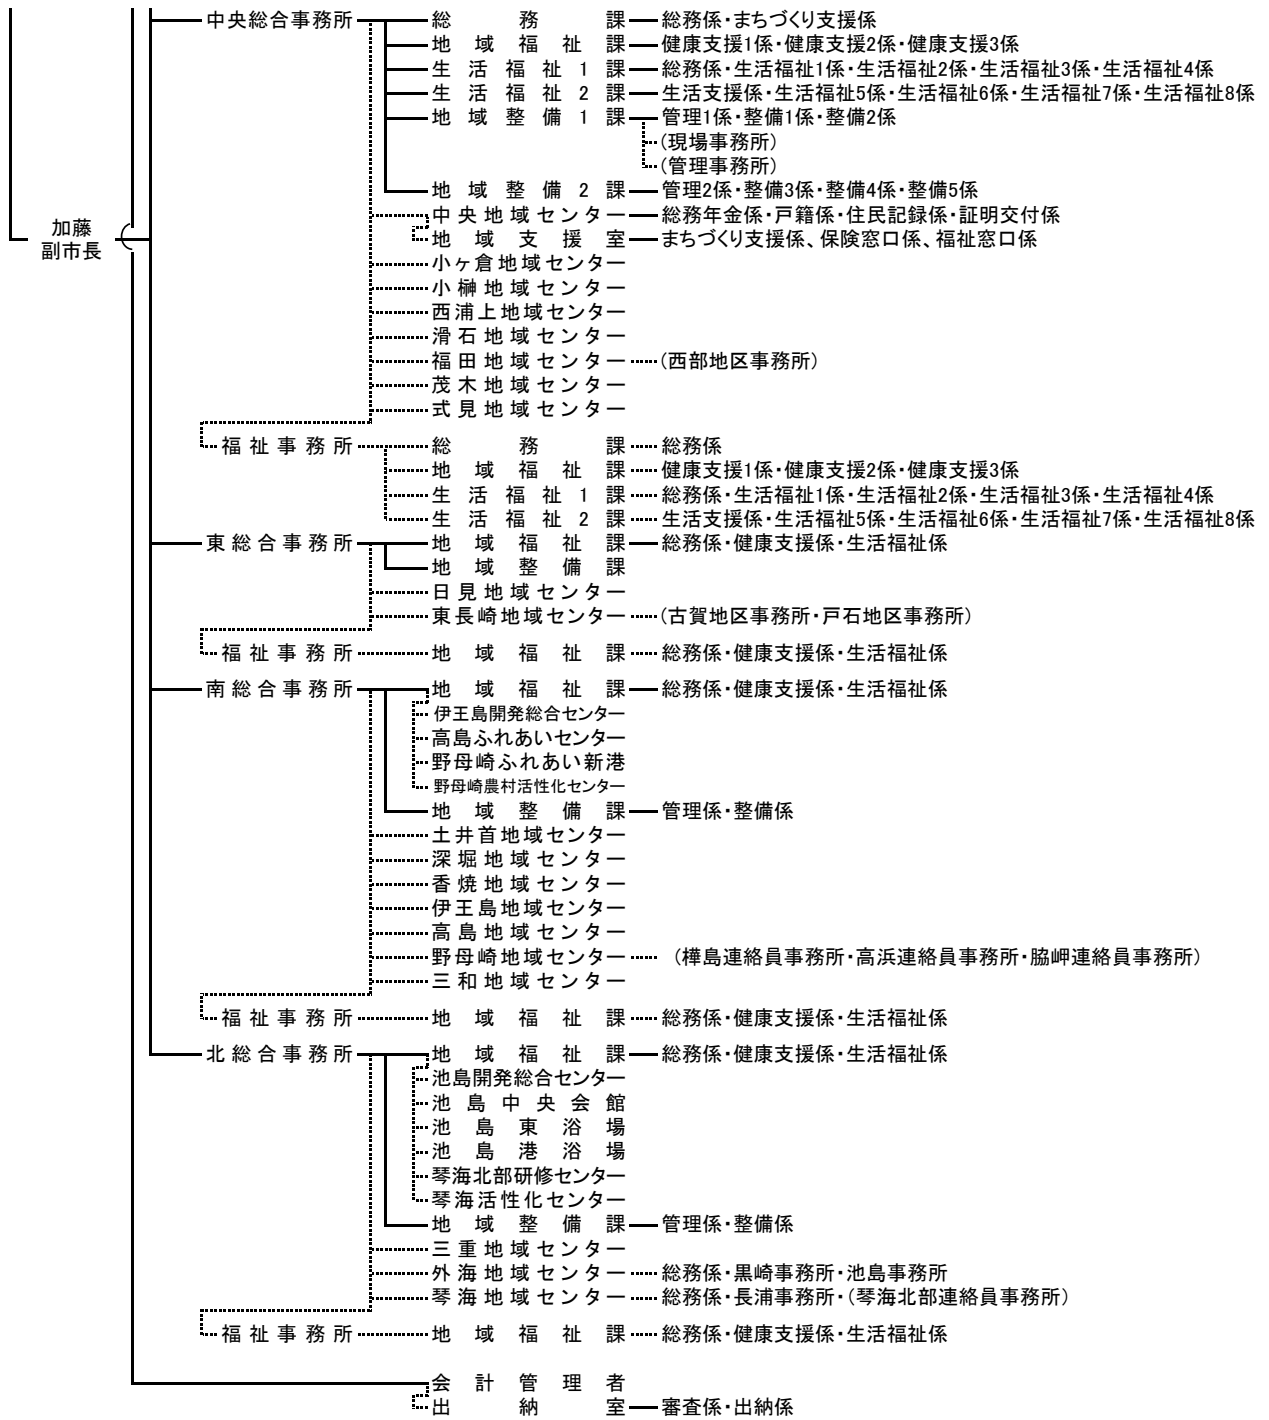 中央総合事務所 総務課 総務係・まちづくり支援係
地域福祉課 健康支援1係・健康支援2係・健康支援3係
生活福祉1課 総務係・生活福祉1係・生活福祉2係・生活福祉3係・生活福祉4係
生活福祉2課 生活支援係・生活福祉5係・生活福祉6係・生活福祉7係・生活福祉8係
地域整備1課 管理1係・整備1係・整備2係
(現場事務所)
(管理事務所)
地域整備2課 管理2係・整備3係・整備4係・整備5係
中央地域センター 総務年金係・戸籍係・住民記録係・証明交付係
加藤
副市長
地域支援室 まちづくり支援係、保険窓口係、福祉窓口係
小ヶ倉地域センター
小榊地域センター
西浦上地域センター
滑石地域センター
福田地域センター (西部地区事務所)
茂木地域センター
式見地域センター
福祉事務所 総務課 総務係
地域福祉課 健康支援1係・健康支援2係・健康支援3係
生活福祉1課 総務係・生活福祉1係・生活福祉2係・生活福祉3係・生活福祉4係
生活福祉2課 生活支援係・生活福祉5係・生活福祉6係・生活福祉7係・生活福祉8係
東総合事務所 地域福祉課 総務係・健康支援係・生活福祉係
地域整備課
日見地域センター
東長崎地域センター (古賀地区事務所・戸石地区事務所)
福祉事務所 地域福祉課 総務係・健康支援係・生活福祉係
南総合事務所 地域福祉課 総務係・健康支援係・生活福祉係
伊王島開発総合センター
高島ふれあいセンター
野母崎ふれあい新港
野母崎農村活性化センター
地域整備課 管理係・整備係
土井首地域センター
深堀地域センター
香焼地域センター
伊王島地域センター
高島地域センター
野母崎地域センター (樺島連絡員事務所・高浜連絡員事務所・脇岬連絡員事務所)
三和地域センター
福祉事務所 地域福祉課 総務係・健康支援係・生活福祉係
北総合事務所 地域福祉課 総務係・健康支援係・生活福祉係
池島開発総合センター
池島中央会館
池島東浴場
池島港浴場
琴海北部研修センター
琴海活性化センター
地域整備課 管理係・整備係
三重地域センター
外海地域センター 総務係・黒崎事務所・池島事務所
琴海地域センター 総務係・長浦事務所・(琴海北部連絡員事務所)
福祉事務所 地域福祉課 総務係・健康支援係・生活福祉係
会計管理者
出納室 審査係・出納係